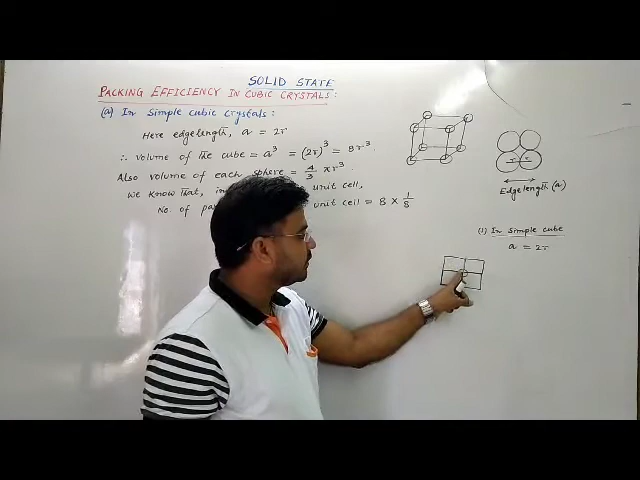 SOLID STATE
PACKING EFFICIENCY IN CUBIC CRYSTALS:
(a) In simple cubic crystals:
Here edgelength, a = 2r
∴ volume of the cube = a³ = (2r)³ = 8r³.
Also volume of each sphere = 4/3 πr³
We know that, in unit cell,
No. of unit cell = 8 × 1/8
r r
Edgelength (a)
(1) In simple cube
a = 2r